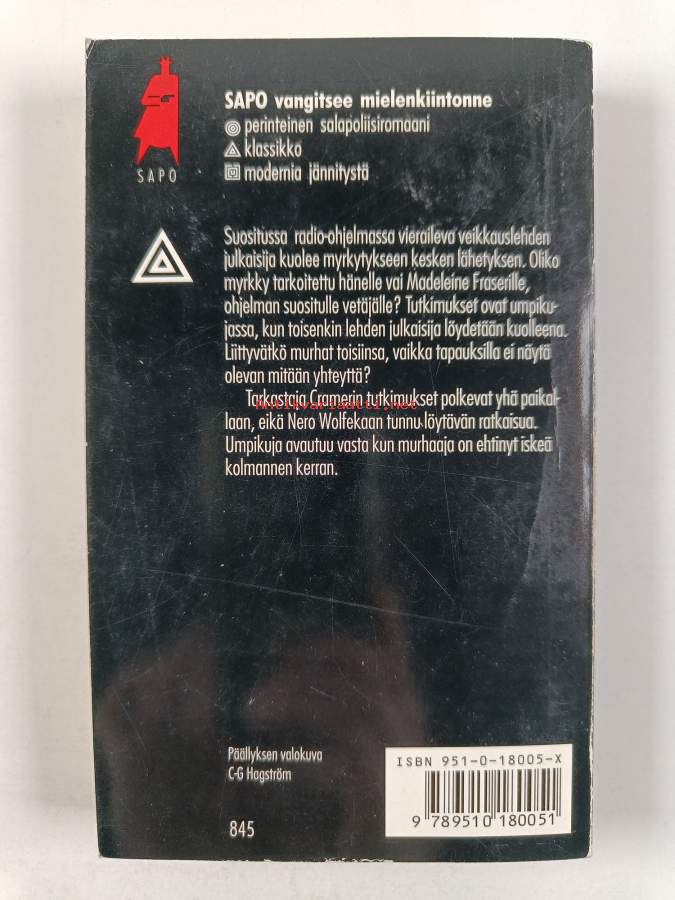 SAPO
SAPO vangitsee mielenkiintonne
perinteinen salapoliisiromaani
klassikko
modernia jännitystä
Suositussa radio-ohjelmassa vieraileva veikkauslehden
julkaisija kuolee myrkytykseen kesken lähetyksen. Oliko
myrkky tarkoitettu hänelle vai Madeleine Fraserille,
ohjelman suositulle vetäjälle? Tutkimukset ovat umpiku-
jassa, kun toisenkin lehden julkaisija löydetään kuolleena.
Liittyvätkö murhat toisiinsa, vaikka tapauksilla ei näytä
olevan mitään yhteyttä?
Tarkastaja Cramerin tutkimukset polkevat yhä paikal-
Antikvariaatti.net
laan, eikä Nero Wolfekaan tunnu löytävän ratkaisua.
Umpikuja avautuu vasta kun murhaaja on ehtinyt iskeä
kolmannen kerran.
Päällyksen valokuva
C-G Hagström
845
ISBN 951-0-18005-X
9 789510 180051